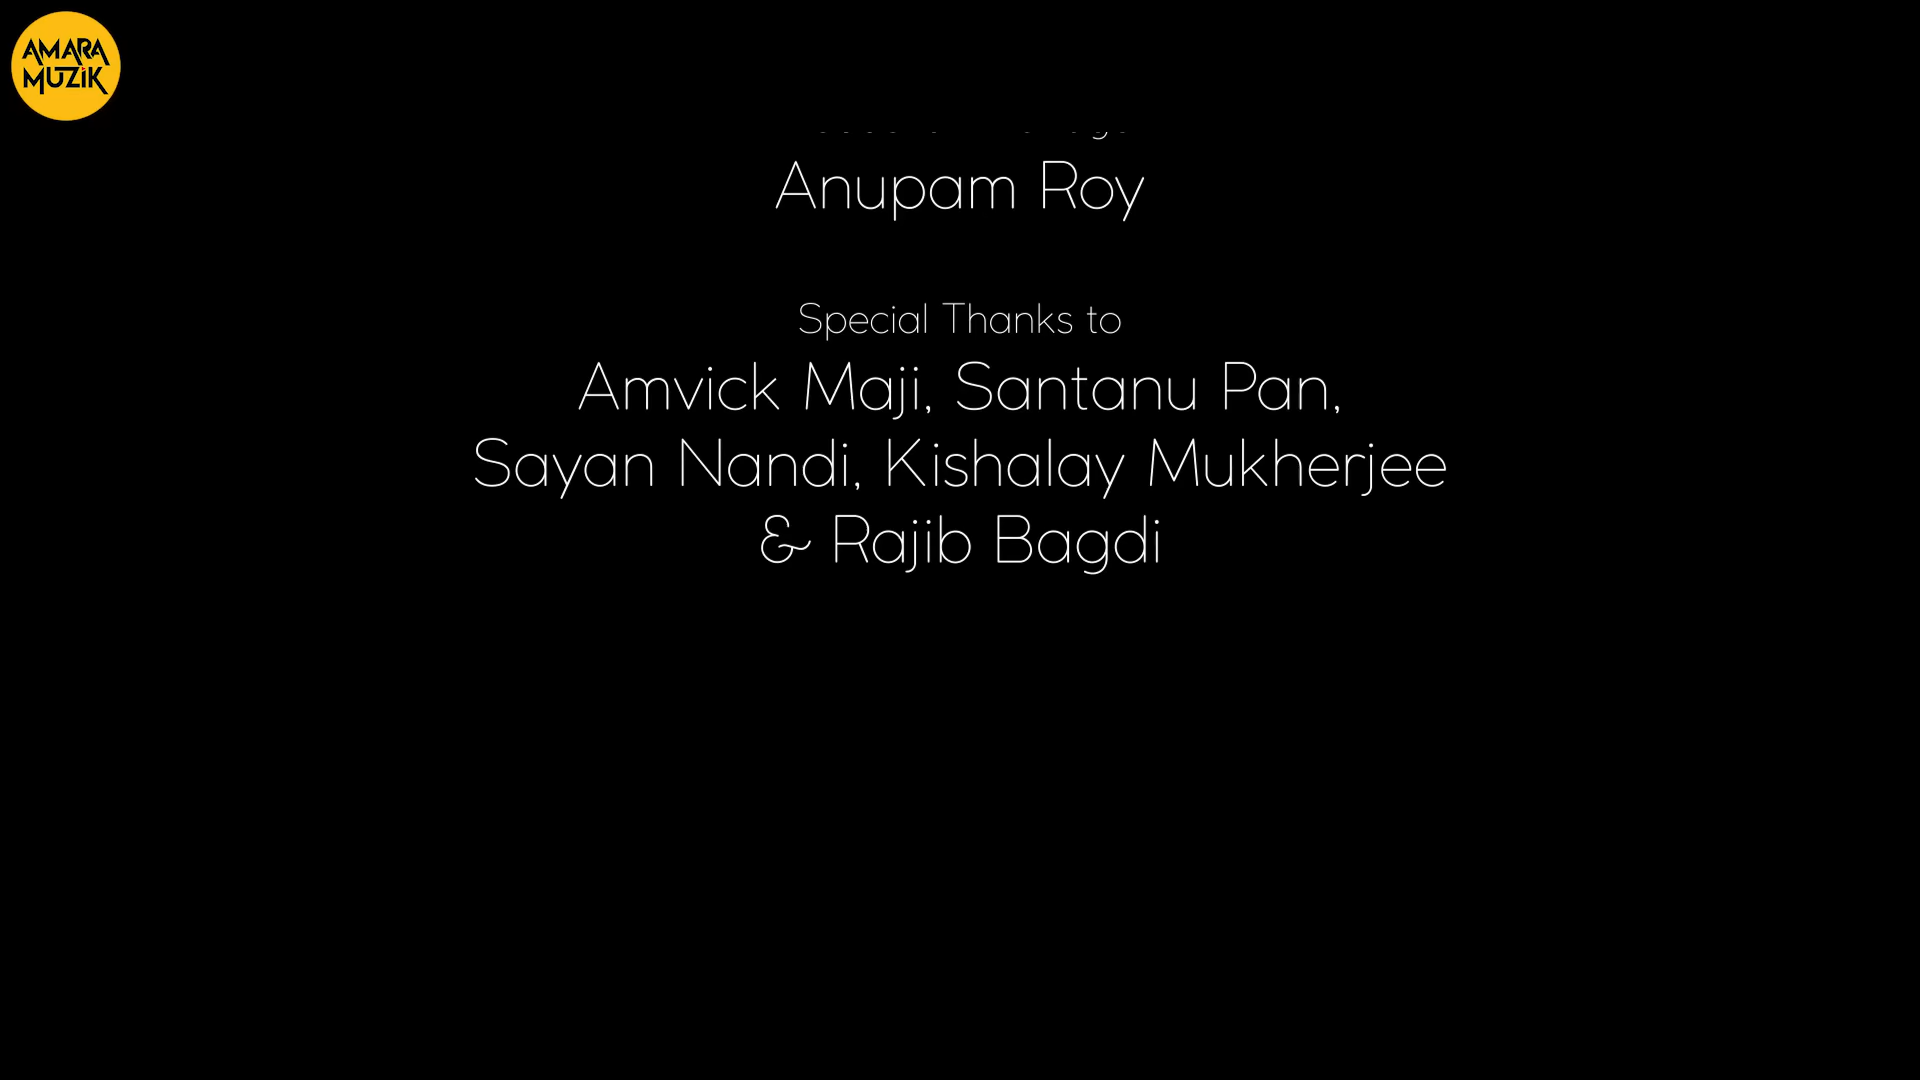 AMARA
MUZIK
Anupam Roy
Special Thanks to
Amvick Maji, Santanu Pan,
Sayan Nandi, Kishalay Mukherjee
& Rajib Bagdi